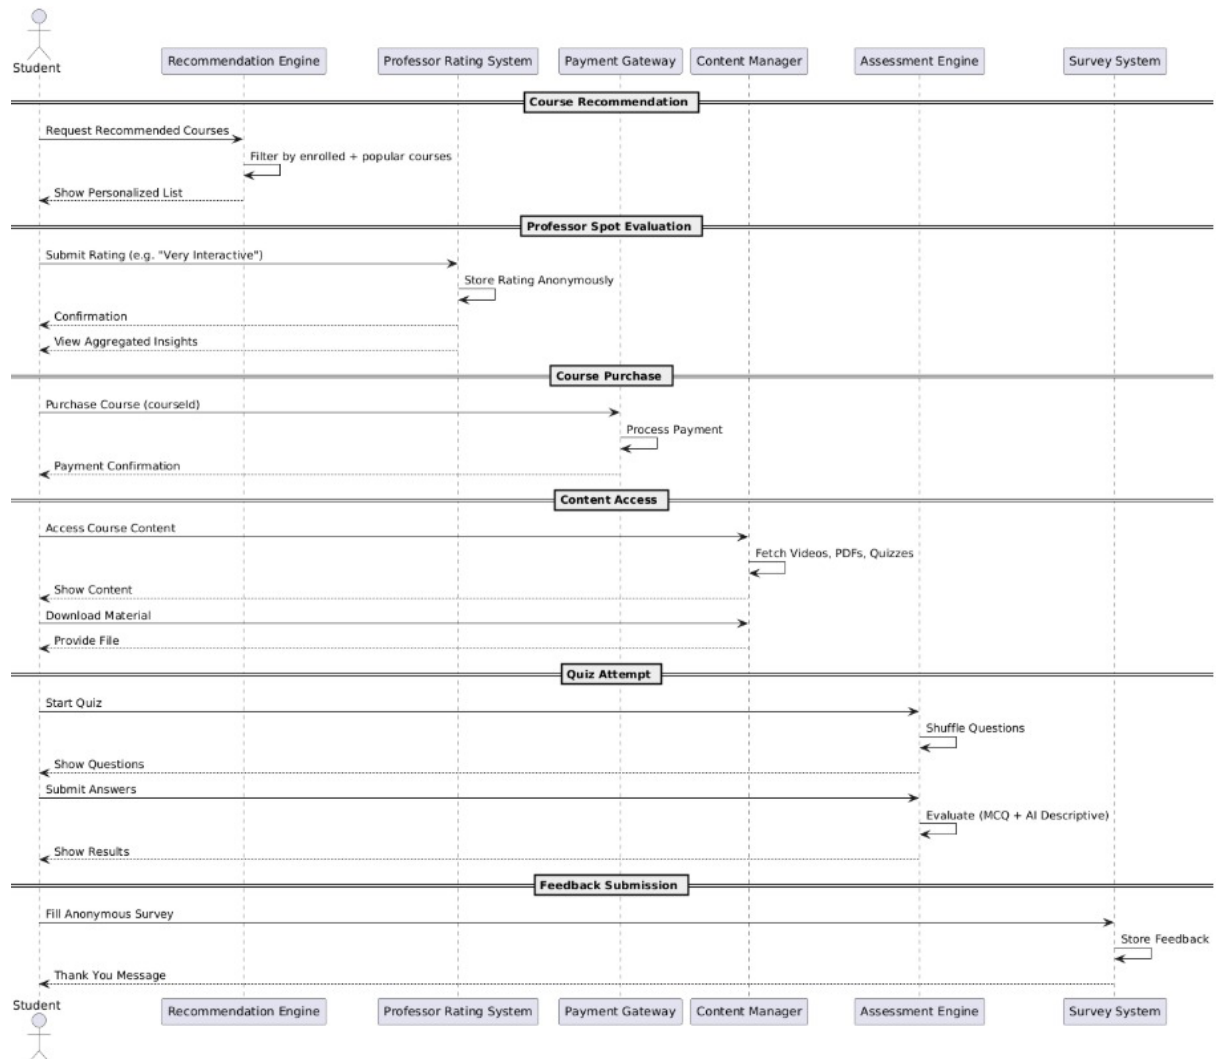 Student
Recommendation Engine
Professor Rating System
Payment Gateway
Content Manager
Assessment Engine
Survey System
Course Recommendation
Request Recommended Courses
Filter by enrolled + popular courses
Show Personalized List
Professor Spot Evaluation
Submit Rating (e.g. "Very Interactive")
Store Rating Anonymously
Confirmation
View Aggregated Insights
Course Purchase
Purchase Course (courseId)
Process Payment
Payment Confirmation
Content Access
Access Course Content
Fetch Videos, PDFs, Quizzes
Show Content
Download Material
Provide File
Quiz Attempt
Start Quiz
Shuffle Questions
Show Questions
Submit Answers
Evaluate (MCQ + AI Descriptive)
Show Results
Feedback Submission
Fill Anonymous Survey
Store Feedback
Thank You Message
Student
Recommendation Engine
Professor Rating System
Payment Gateway
Content Manager
Assessment Engine
Survey System